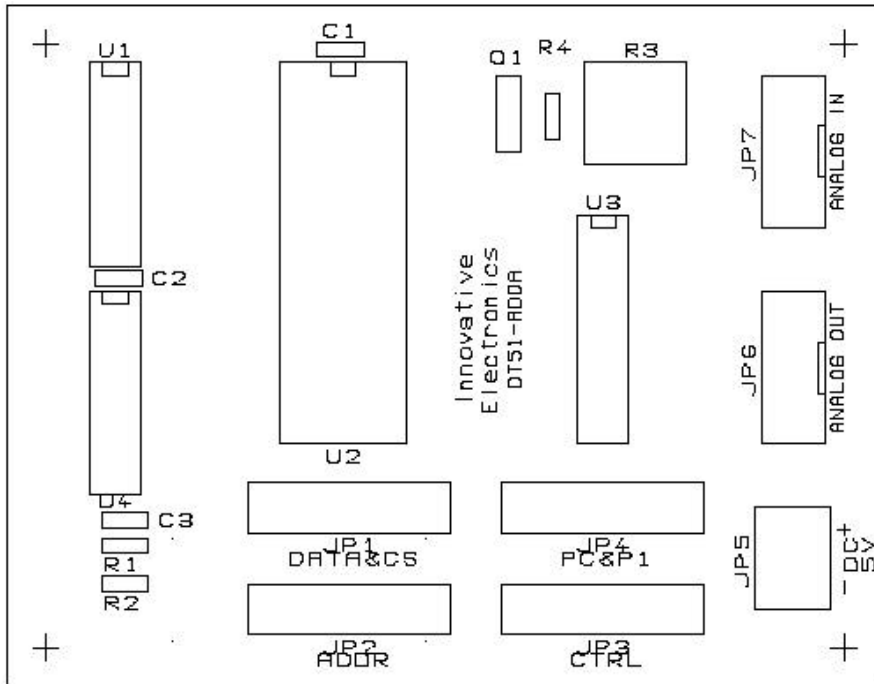 U1
C1
Q1
R4
R3
JP7
ANALOG IN
U3
C2
Innovative
Electronics
DT51-ADDA
JP6
ANALOG OUT
U2
U4
C3
JP1
DATA&CS
JP4
PC&P1
JP5
- DC +
5V
R1
R2
JP2
ADDR
JP3
CTRL